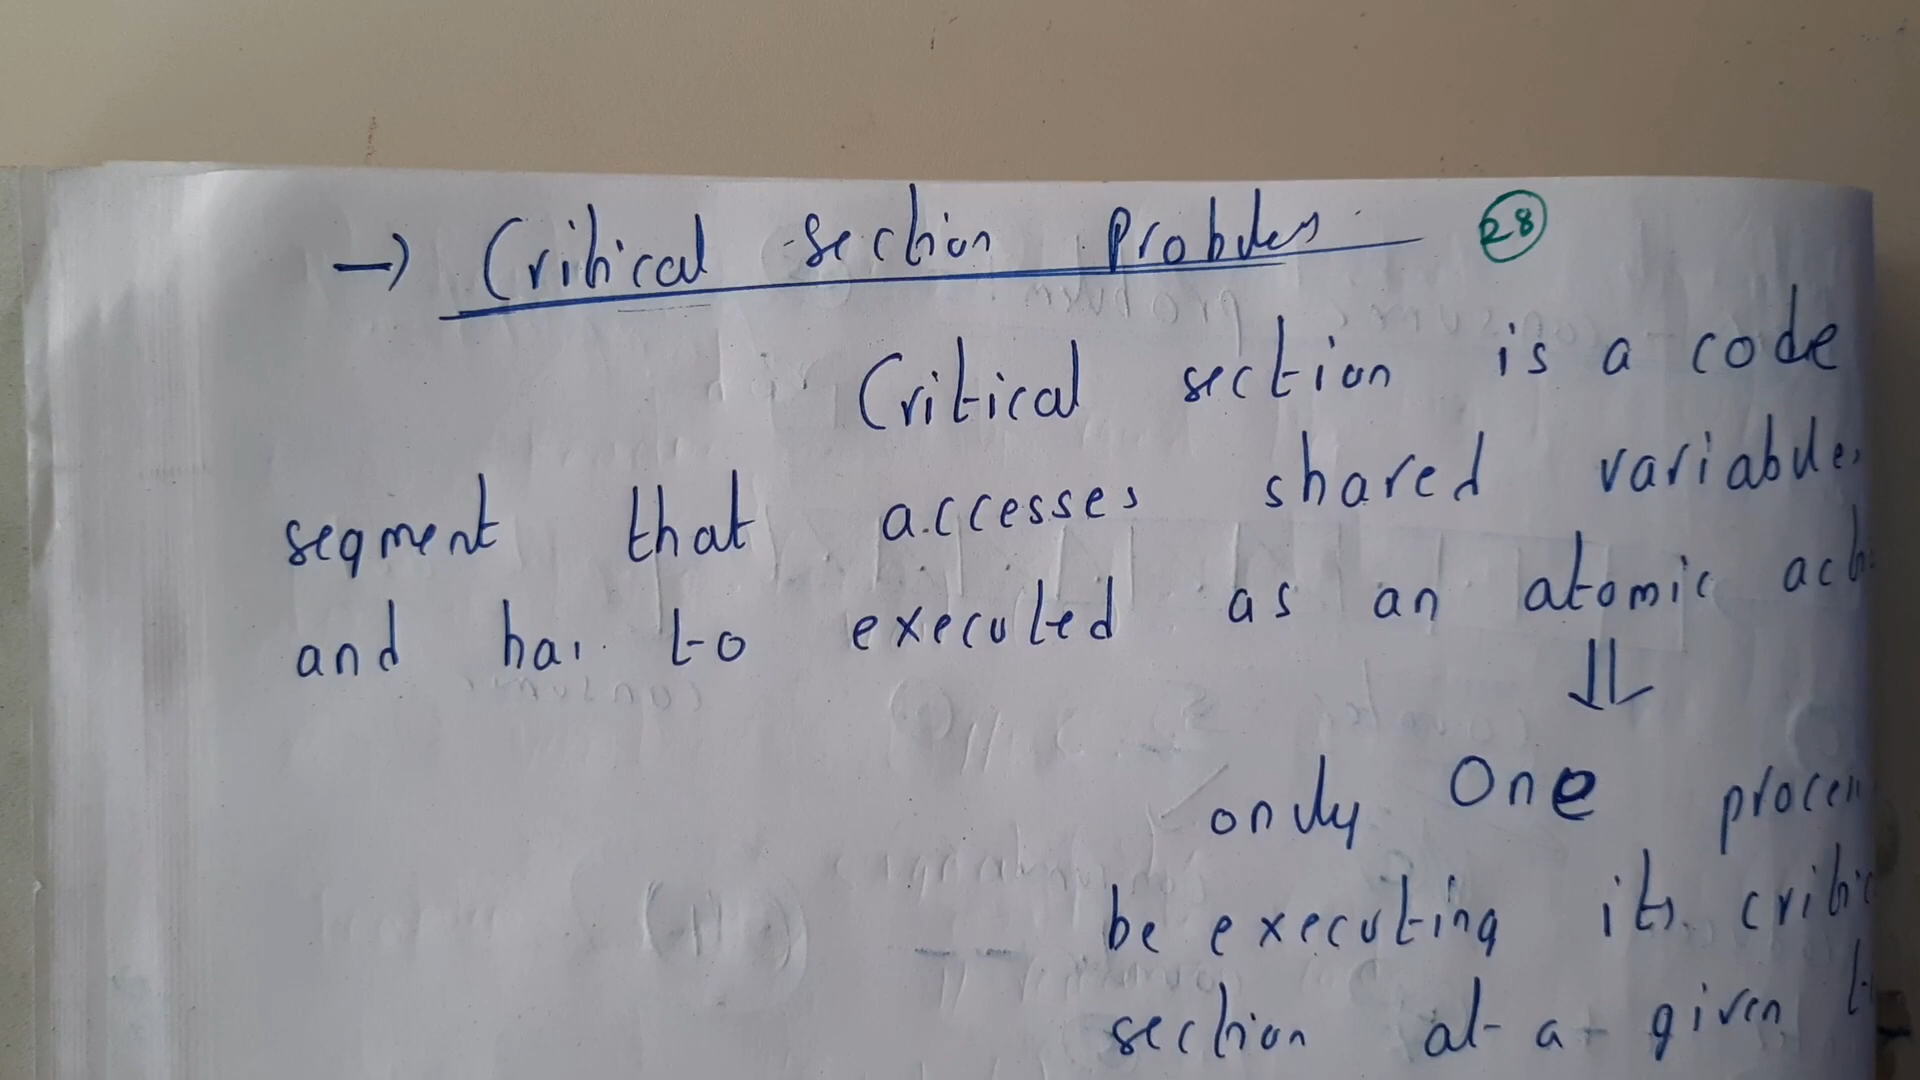 → Critical section Problem 28
Critical section is a code
segment that accesses shared variables
and has to executed as an atomic
⇓
only One
be executing its
section at a given